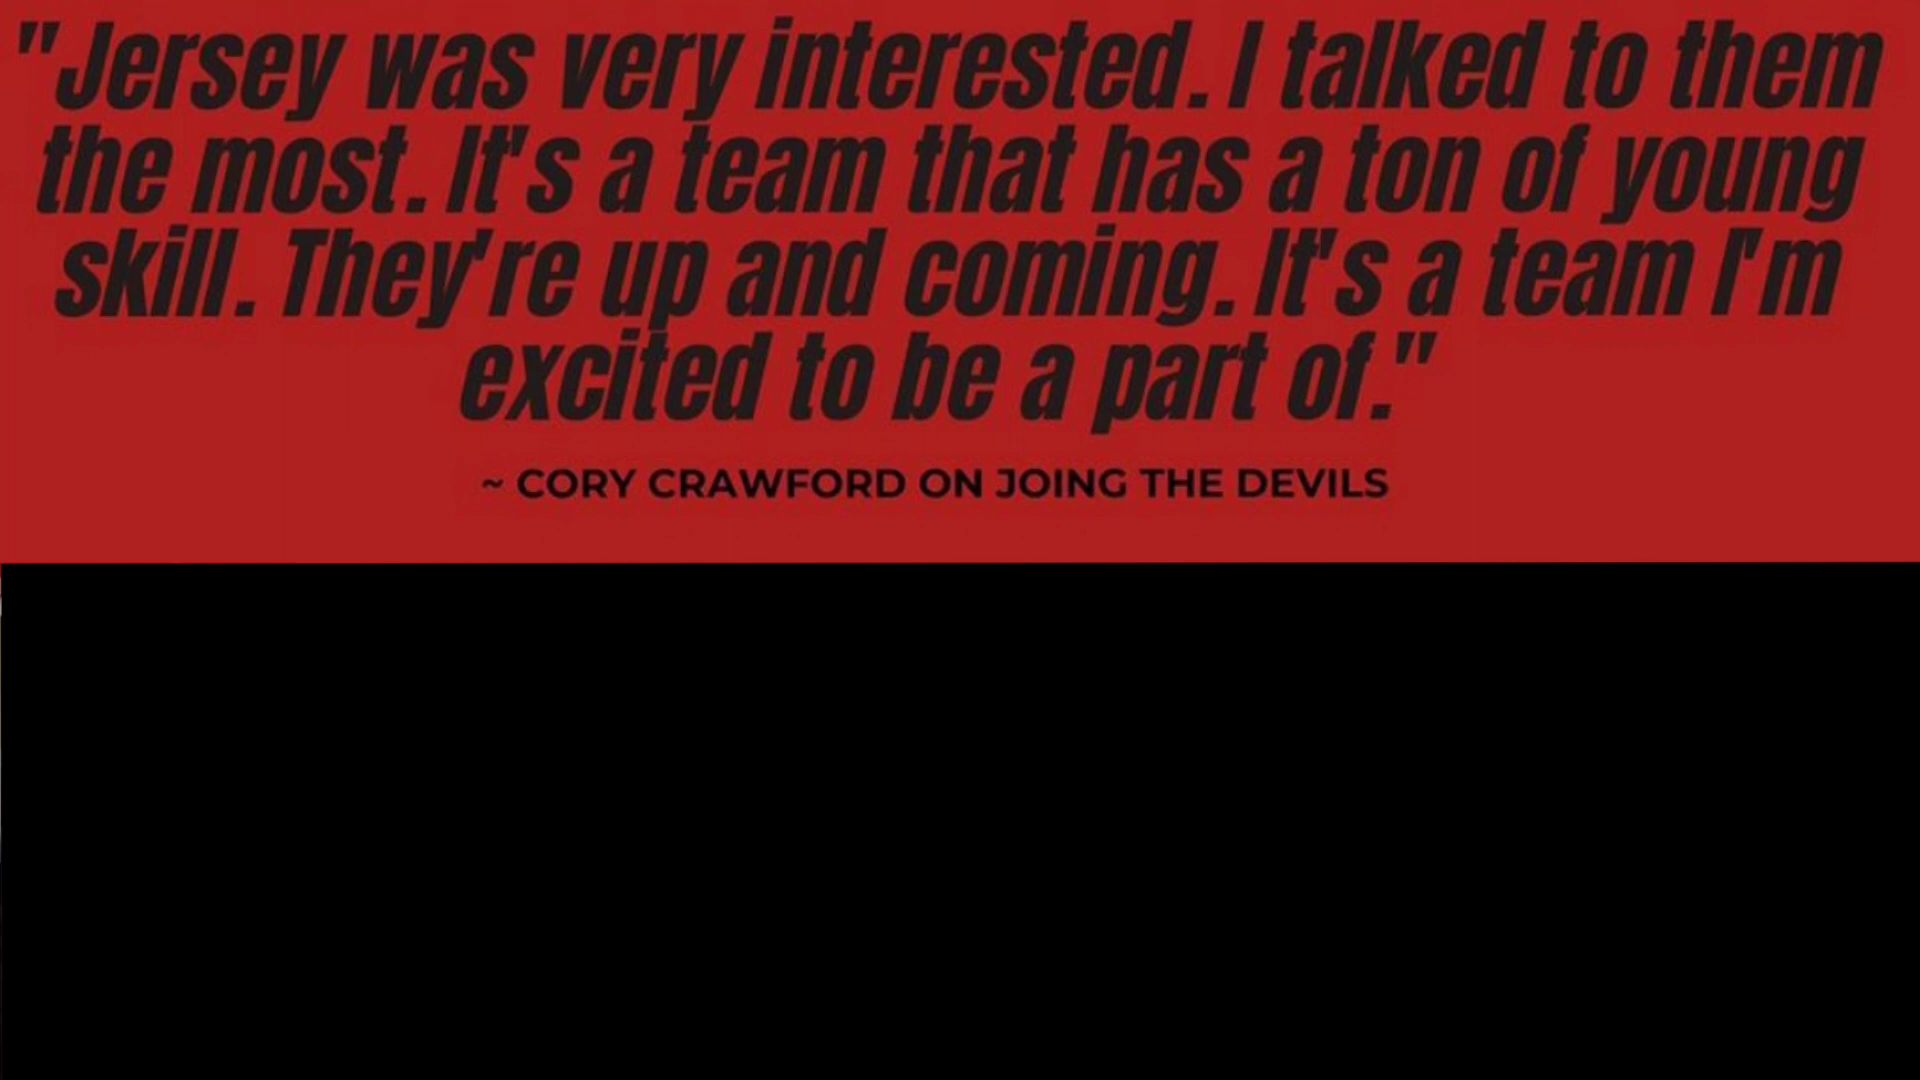 "Jersey was very interested. I talked to them
the most. It's a team that has a ton of young
skill. They're up and coming. It's a team I'm
excited to be a part of."
~ CORY CRAWFORD ON JOING THE DEVILS